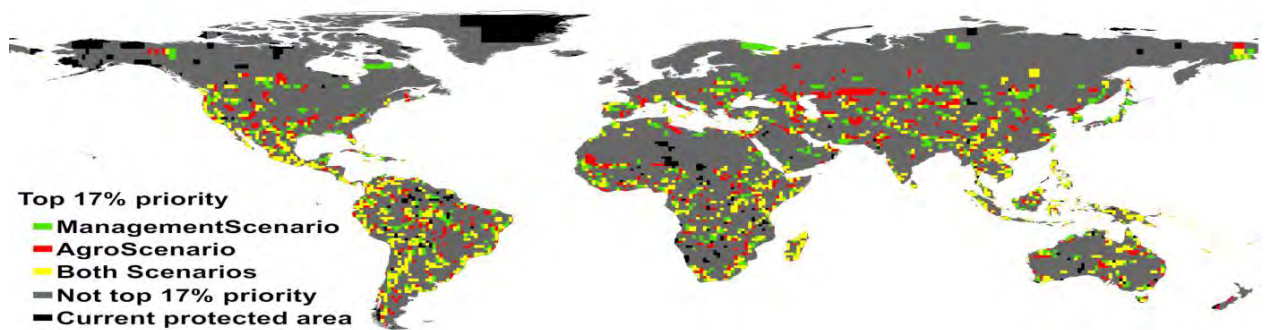 Top 17% priority
ManagementScenario
AgroScenario
Both Scenarios
Not top 17% priority
Current protected area